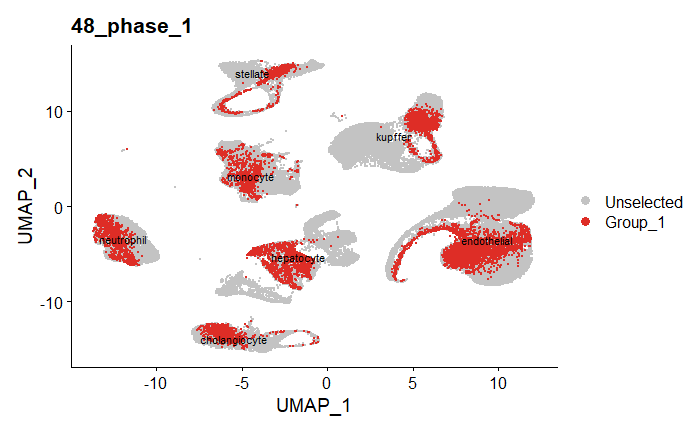 48_phase_1
stellate
10
kupffer
monocyte
UMAP_2
0
Unselected
Group_1
neutrophil
endothelial
hepatocyte
-10
cholangiocyte
-10
-5
0
5
10
UMAP_1